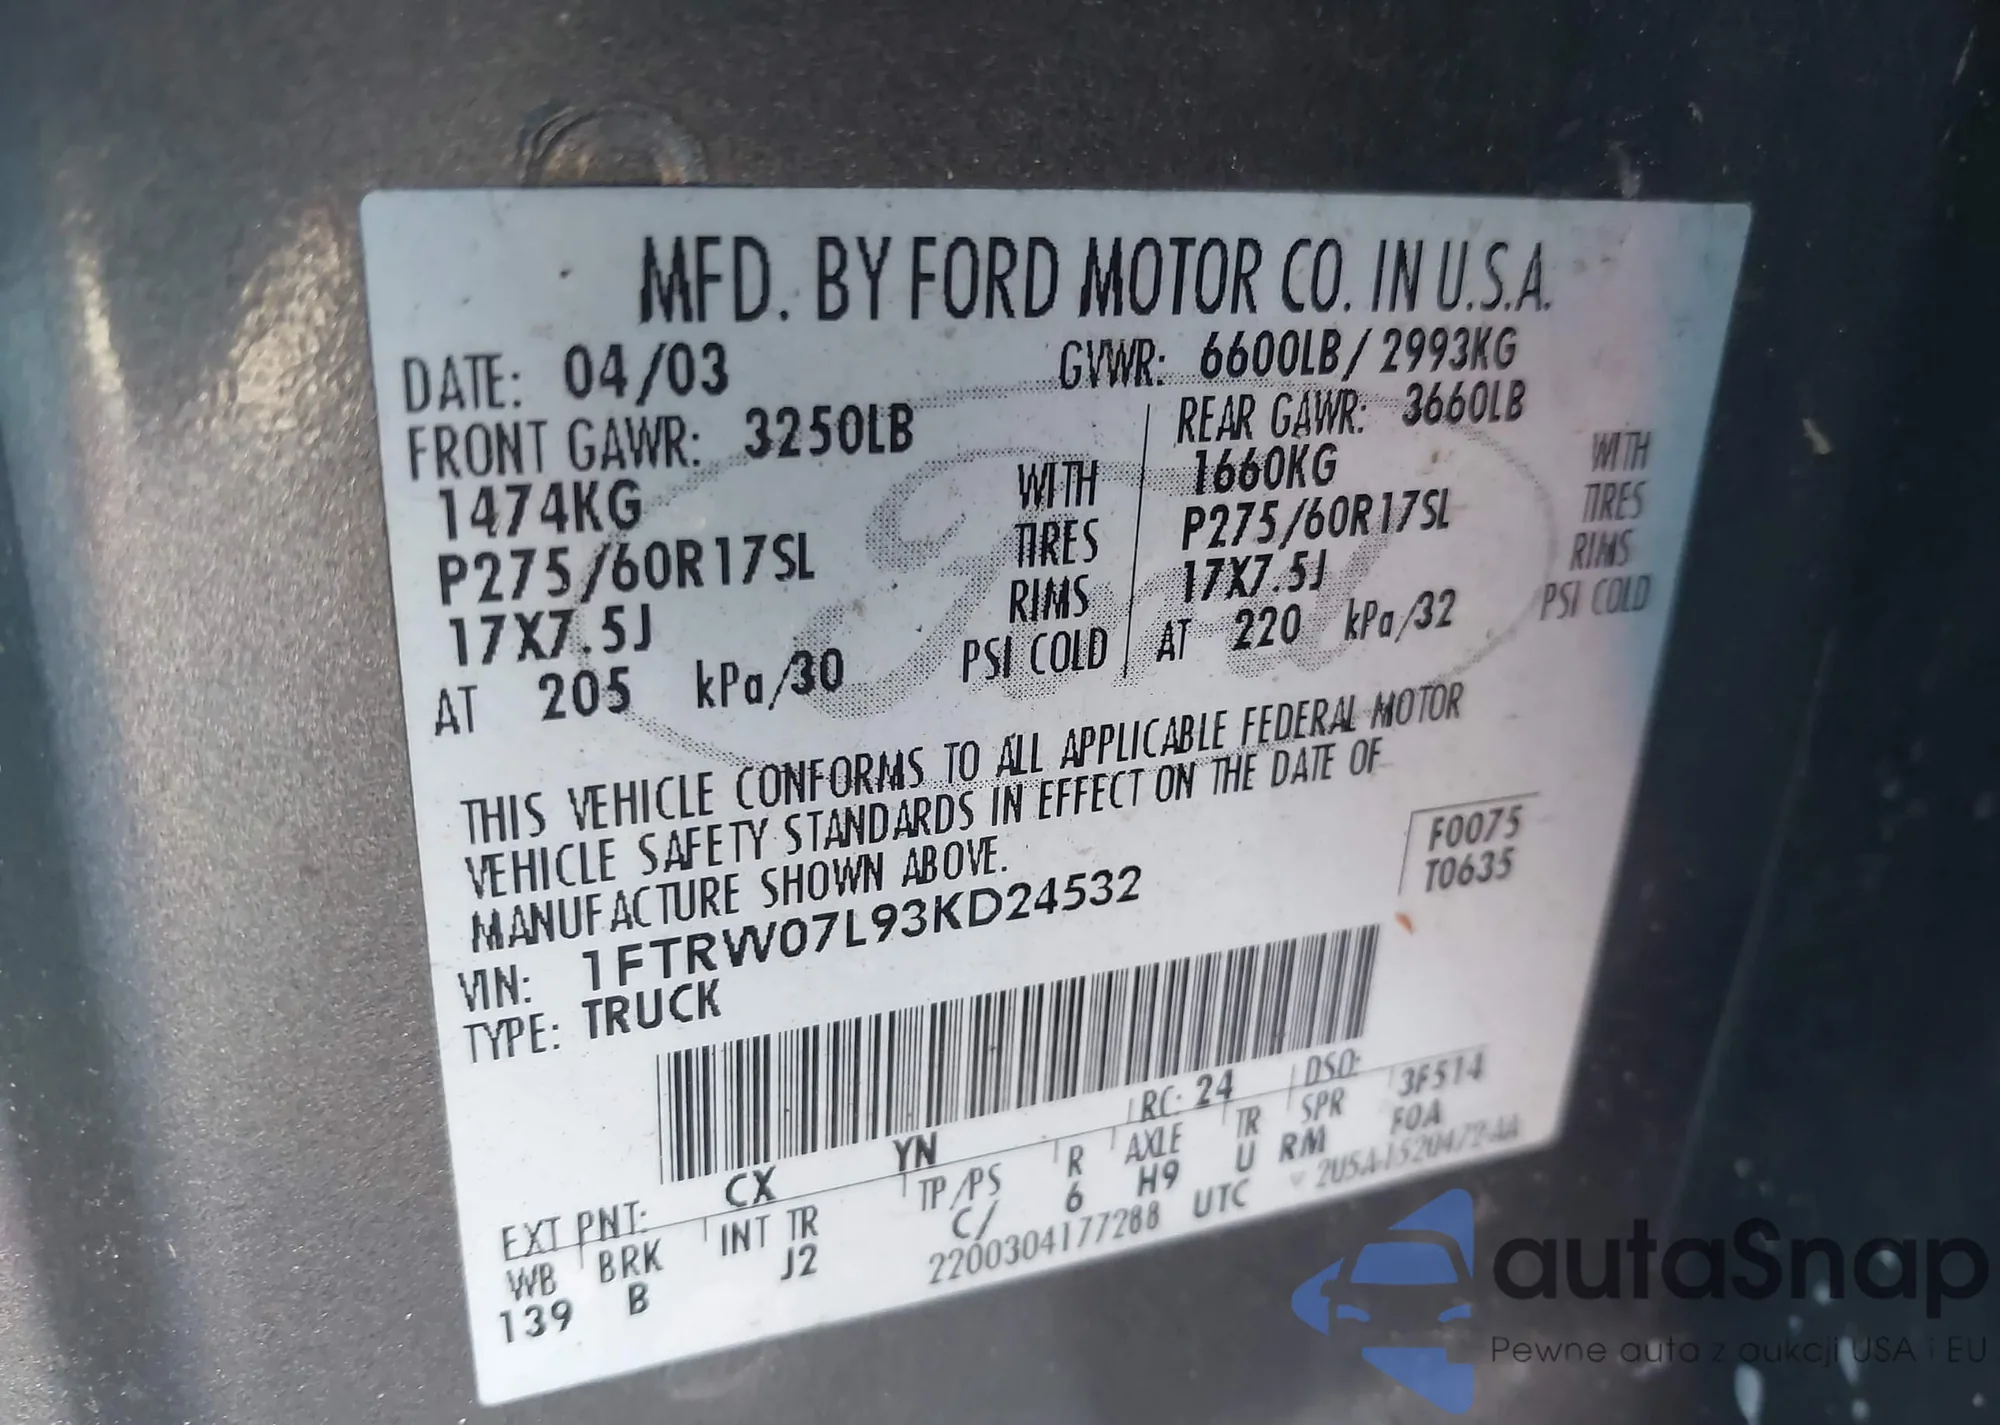 MFD. BY FORD MOTOR CO. IN U.S.A.
DATE: 04/03 GVWR: 6600LB/2993KG
FRONT GAWR: 3250LB REAR GAWR: 3660LB
1474KG WITH 1660KG WITH
P275/60R17SL TIRES P275/60R17SL TIRES
17X7.5J RIMS 17X7.5J RIMS
AT 205 kPa/30 PSI COLD AT 220 kPa/32 PSI COLD
THIS VEHICLE CONFORMS TO ALL APPLICABLE FEDERAL MOTOR
VEHICLE SAFETY STANDARDS IN EFFECT ON THE DATE OF
MANUFACTURE SHOWN ABOVE.
F0075
T0635
VIN: 1FTRW07L93KD24532
TYPE: TRUCK
EXT PNT: CX YN RC: 24 DSO: 3F514
WB BRK INT TR TP/PS R AXLE TR SPR F0A
139 B J2 C/ 6 H9 U RM
2200304177288 UTC
Ford
autaSnap
Pewne auta z aukcji USA i EU